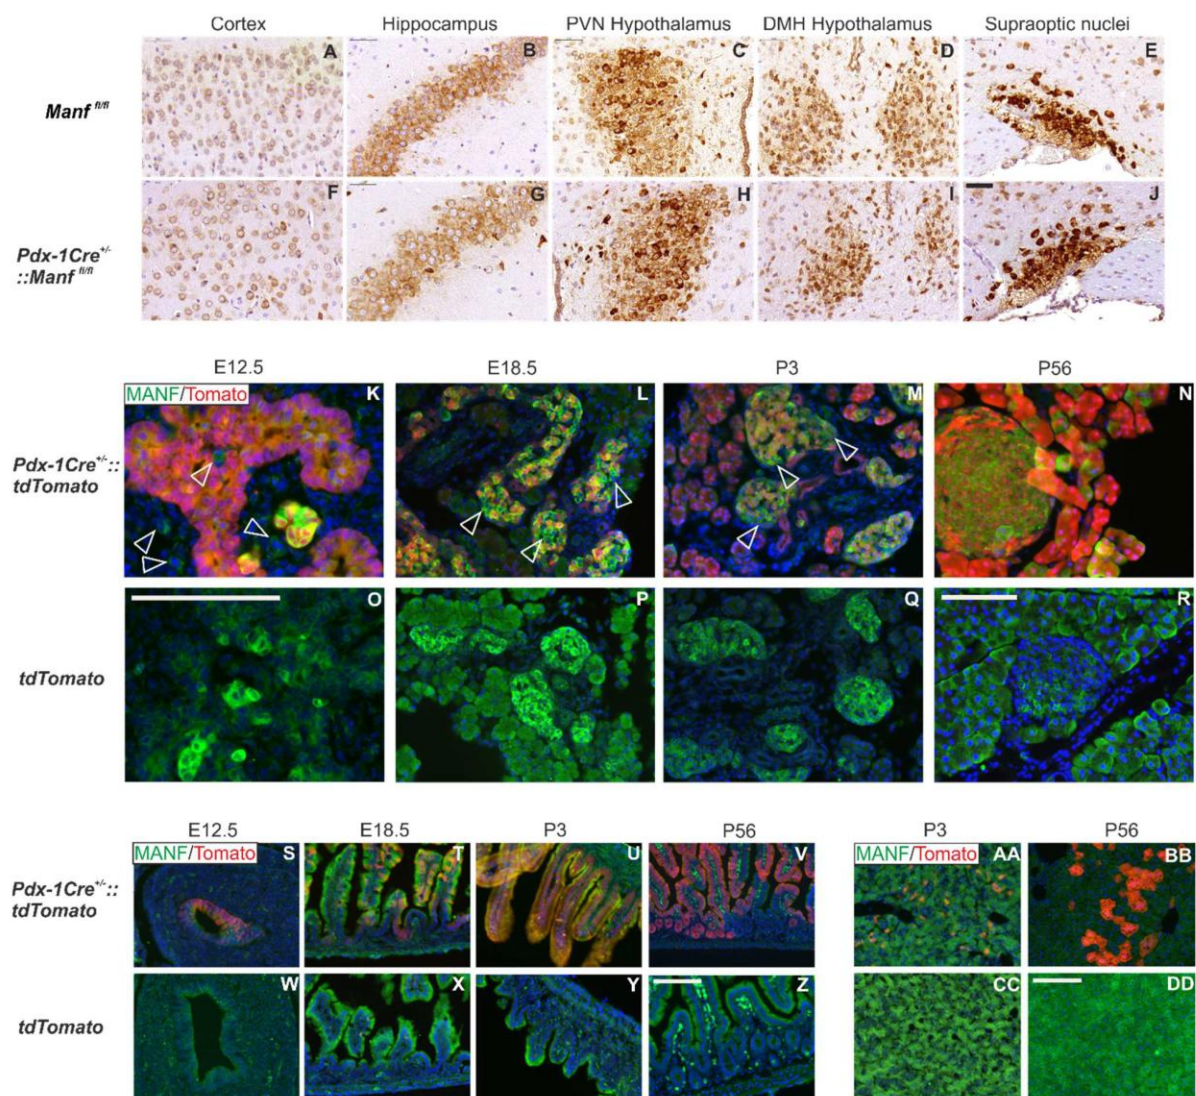 Cortex Hippocampus PVN Hypothalamus DMH Hypothalamus Supraoptic nuclei
A B C D E
Manf fl/fl
F G H I J
Pdx-1Cre+/-
::Manf fl/fl
E12.5 E18.5 P3 P56
MANF/Tomato K L M N
Pdx-1Cre+/-::
tdTomato
O P Q R
tdTomato
E12.5 E18.5 P3 P56 P3 P56
MANF/Tomato S T U V MANF/Tomato AA BB
Pdx-1Cre+/-::
tdTomato
W X Y Z CC DD
tdTomato